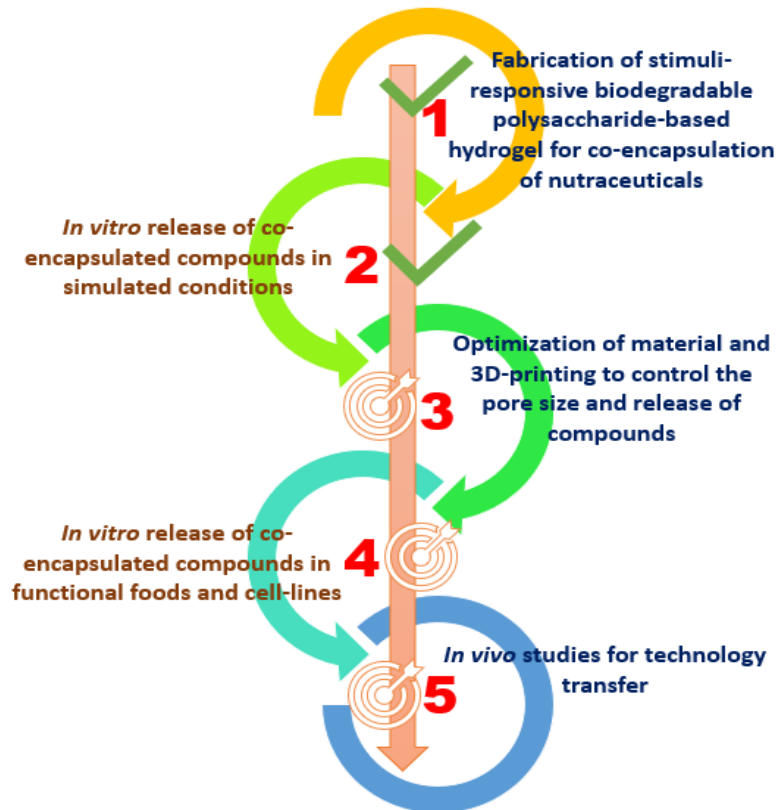 1
Fabrication of stimuli-
responsive biodegradable
polysaccharide-based
hydrogel for co-encapsulation
of nutraceuticals
In vitro release of co-
encapsulated compounds in
simulated conditions
2
Optimization of material and
3D-printing to control the
pore size and release of
compounds
3
In vitro release of co-
encapsulated compounds in
functional foods and cell-lines
4
In vivo studies for technology
transfer
5